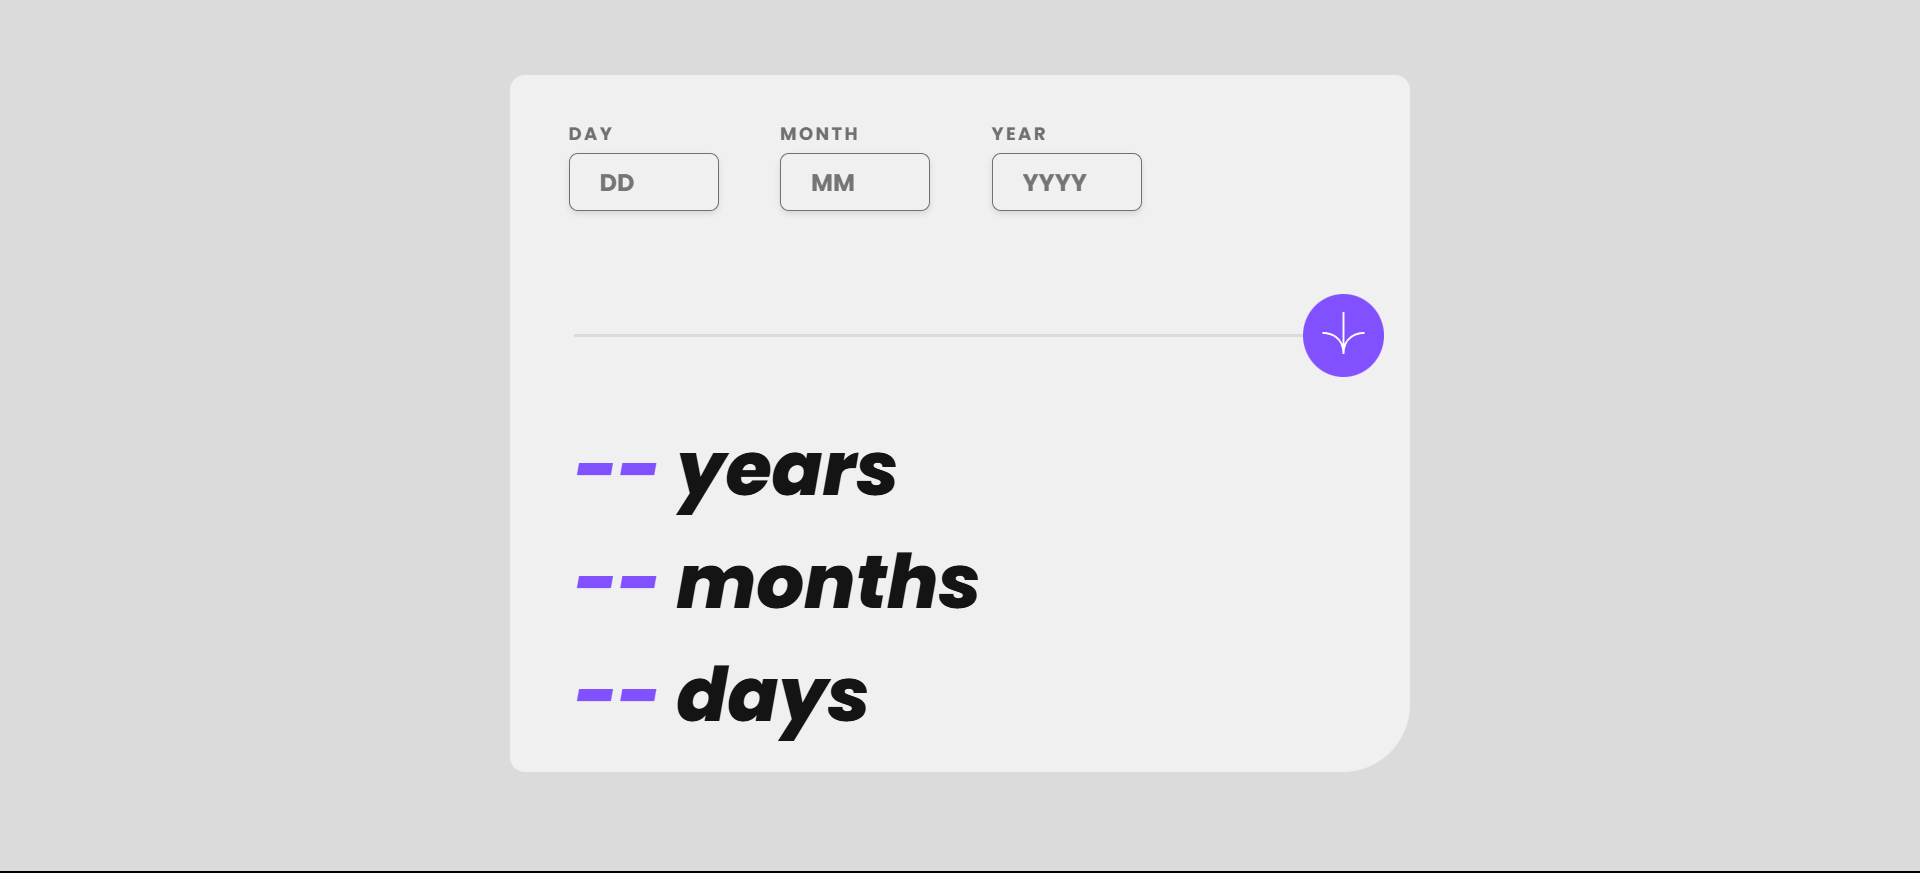 DAY MONTH YEAR
DD MM YYYY
-- years
-- months
-- days